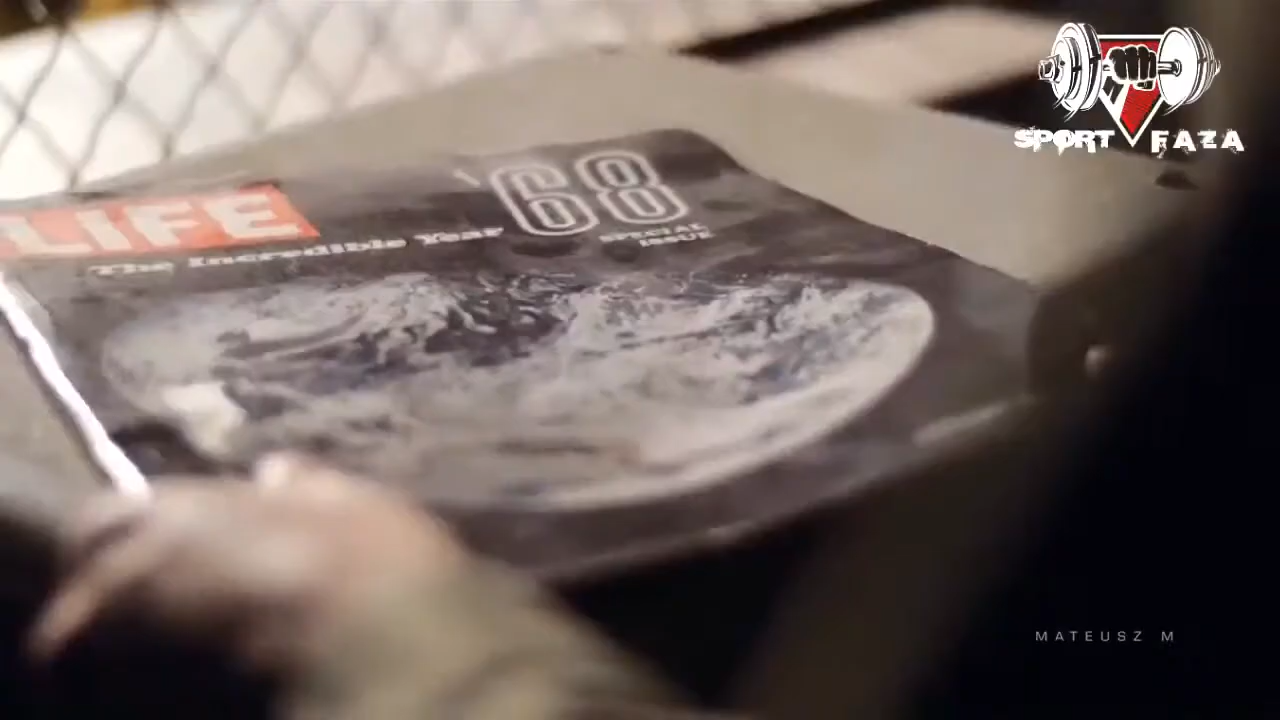 SPORT FAZA
'68
LIFE
The Incredible Year
SPECIAL
ISSUE
MATEUSZ M